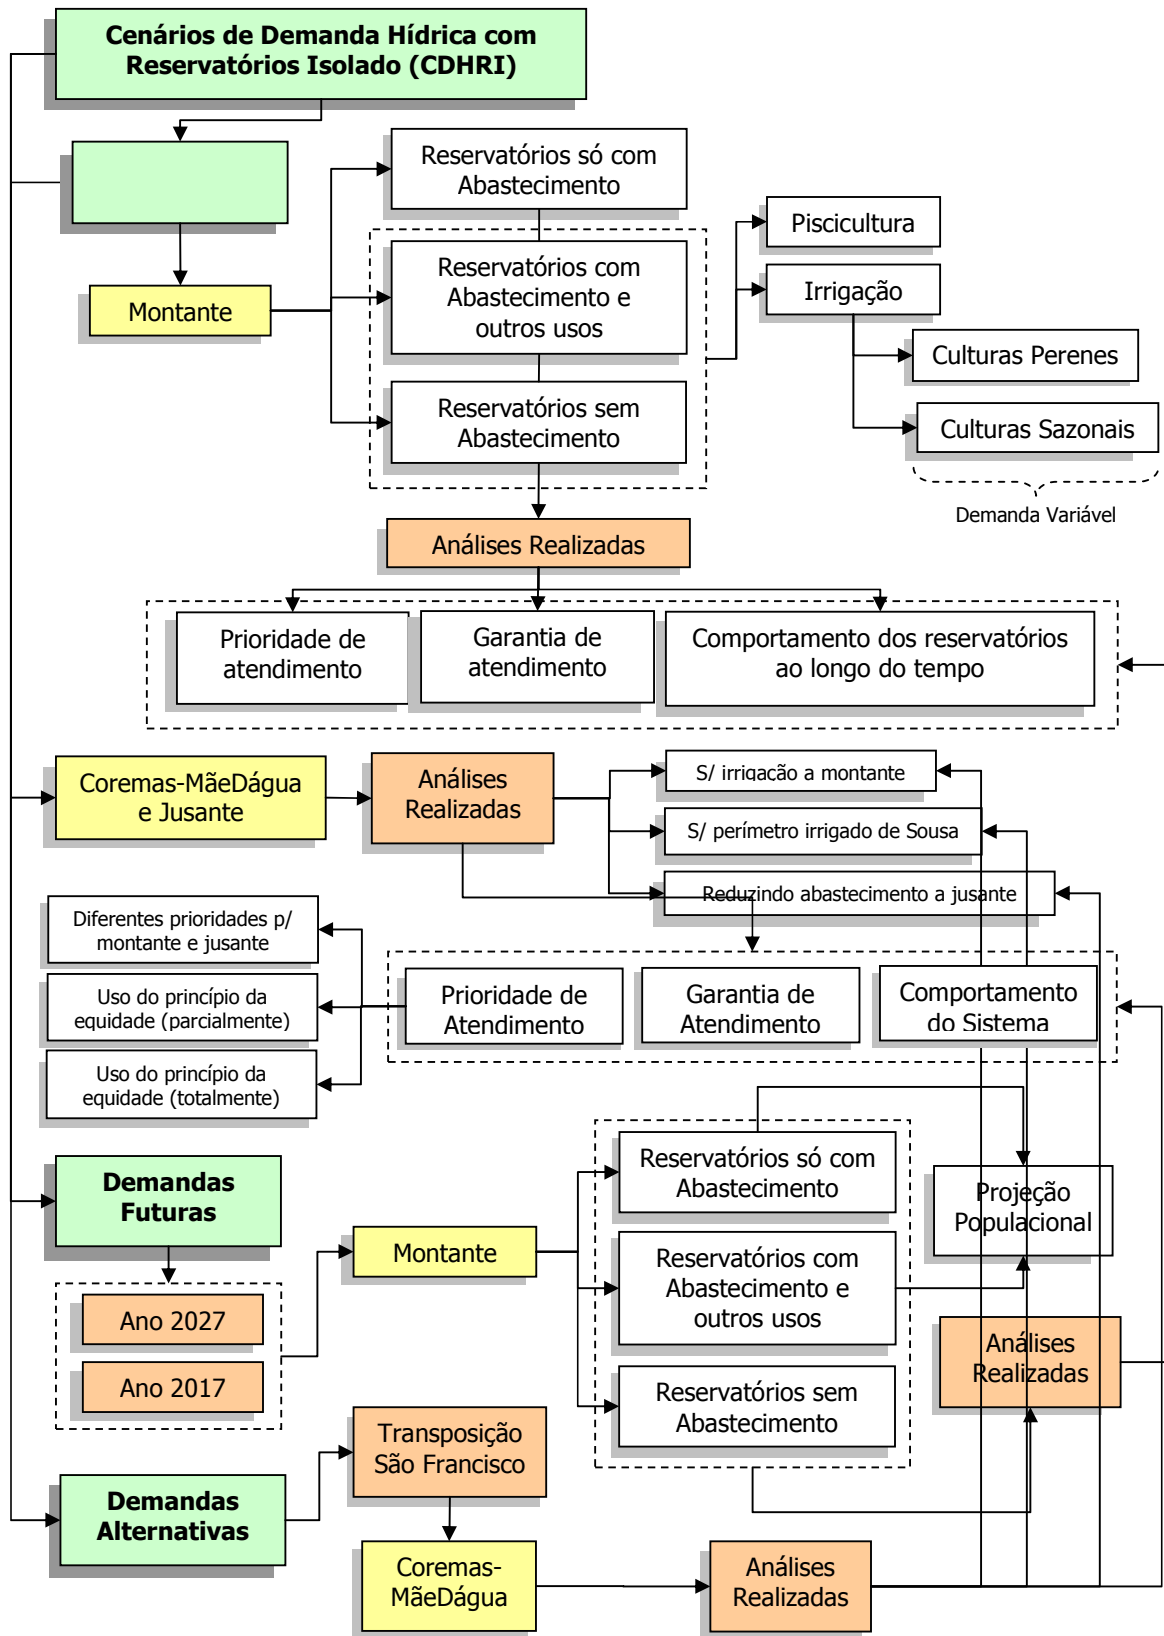 Cenários de Demanda Hídrica com
Reservatórios Isolado (CDHRI)
Reservatórios só com
Abastecimento
Reservatórios com
Abastecimento e
outros usos
Reservatórios sem
Abastecimento
Montante
Piscicultura
Irrigação
Culturas Perenes
Culturas Sazonais
Demanda Variável
Análises Realizadas
Prioridade de
atendimento
Garantia de
atendimento
Comportamento dos reservatórios
ao longo do tempo
Coremas-MãeDágua
e Jusante
Análises
Realizadas
S/ irrigação a montante
S/ perímetro irrigado de Sousa
Reduzindo abastecimento a jusante
Diferentes prioridades p/
montante e jusante
Uso do princípio da
equidade (parcialmente)
Uso do princípio da
equidade (totalmente)
Prioridade de
Atendimento
Garantia de
Atendimento
Comportamento
do Sistema
Demandas
Futuras
Ano 2027
Ano 2017
Montante
Reservatórios só com
Abastecimento
Reservatórios com
Abastecimento e
outros usos
Reservatórios sem
Abastecimento
Projeção
Populacional
Análises
Realizadas
Demandas
Alternativas
Transposição
São Francisco
Coremas-
MãeDágua
Análises
Realizadas